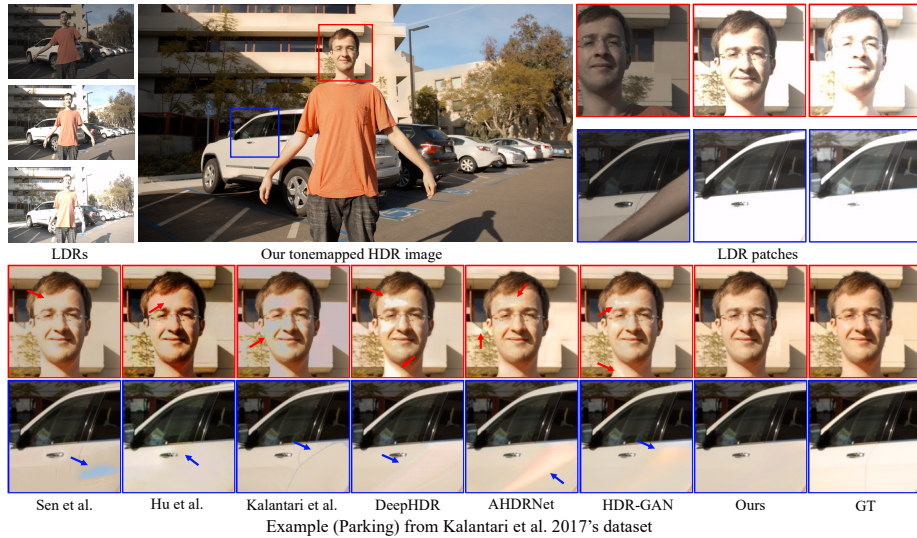 LDRs
Our tonemapped HDR image
LDR patches
Sen et al.
Hu et al.
Kalantari et al.
DeepHDR
AHDRNet
HDR-GAN
Ours
GT
Example (Parking) from Kalantari et al. 2017's dataset